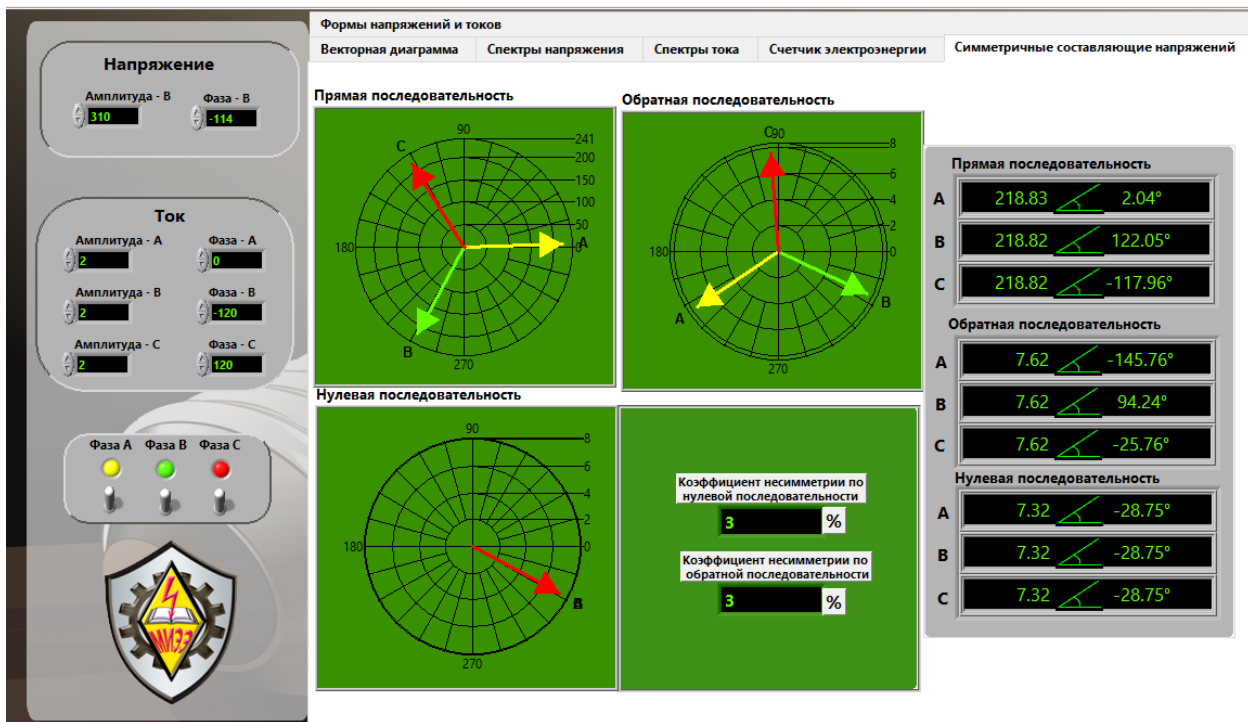 Формы напряжений и токов
Векторная диаграмма
Спектры напряжения
Спектры тока
Счетчик электроэнергии
Симметричные составляющие напряжений
Напряжение
Амплитуда - В
Фаза - В
310
-114
Ток
Амплитуда - А
Фаза - А
2
0
Амплитуда - В
Фаза - В
2
-120
Амплитуда - С
Фаза - С
2
120
Фаза А
Фаза В
Фаза С
МИЭЭ
Прямая последовательность
90
241
200
150
100
50
0
180
270
A
B
C
Обратная последовательность
90
8
6
4
2
0
180
270
A
B
C
Нулевая последовательность
90
8
6
4
2
0
180
270
Коэффициент несимметрии по
нулевой последовательности
3
%
Коэффициент несимметрии по
обратной последовательности
3
%
Прямая последовательность
A
218.83
2.04°
B
218.82
122.05°
C
218.82
-117.96°
Обратная последовательность
A
7.62
-145.76°
B
7.62
94.24°
C
7.62
-25.76°
Нулевая последовательность
A
7.32
-28.75°
B
7.32
-28.75°
C
7.32
-28.75°